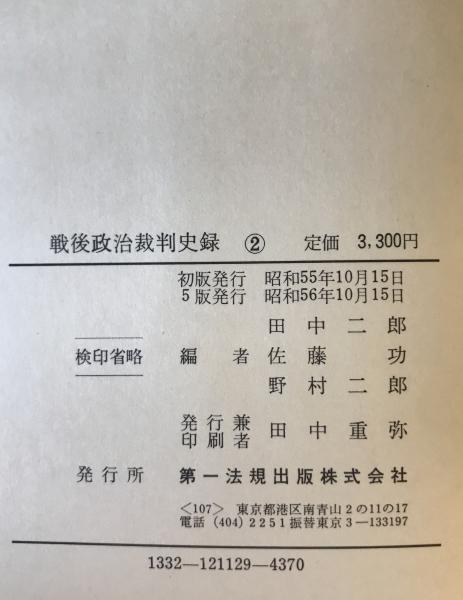 戦後政治裁判史録 ② 定価 3,300円
初版発行 昭和55年10月15日
5版発行 昭和56年10月15日
田中二郎
検印省略 編者 佐藤功
野村二郎
発行兼印刷者 田中重弥
発行所 第一法規出版株式会社
〈107〉 東京都港区南青山2の11の17
電話 (404) 2251 振替東京3―133197
1332―121129―4370